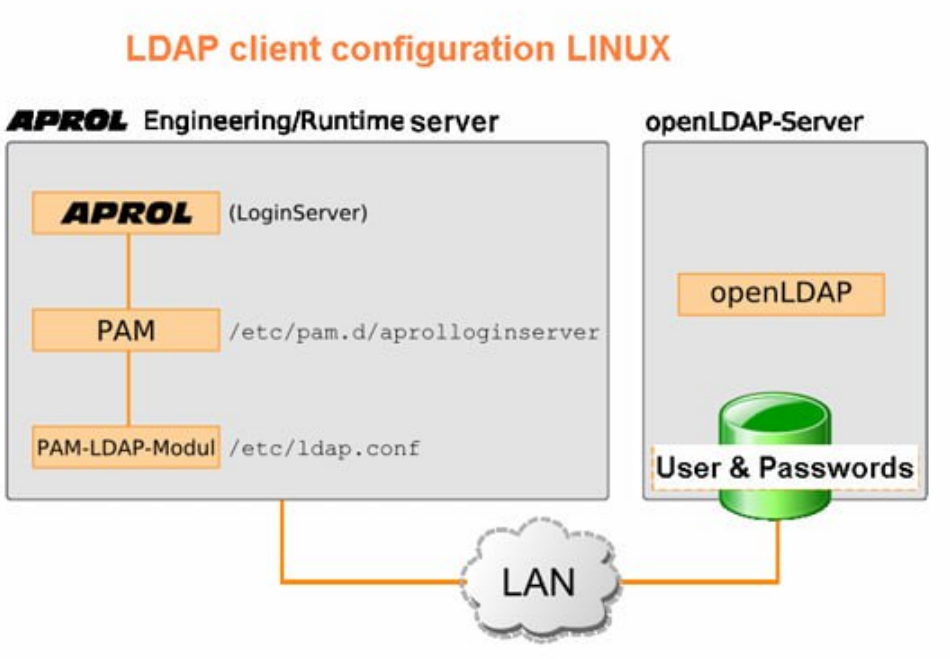 LDAP client configuration LINUX
APROL Engineering/Runtime server
openLDAP-Server
APROL (LoginServer)
openLDAP
PAM /etc/pam.d/aprolloginserver
PAM-LDAP-Modul /etc/ldap.conf
User & Passwords
LAN